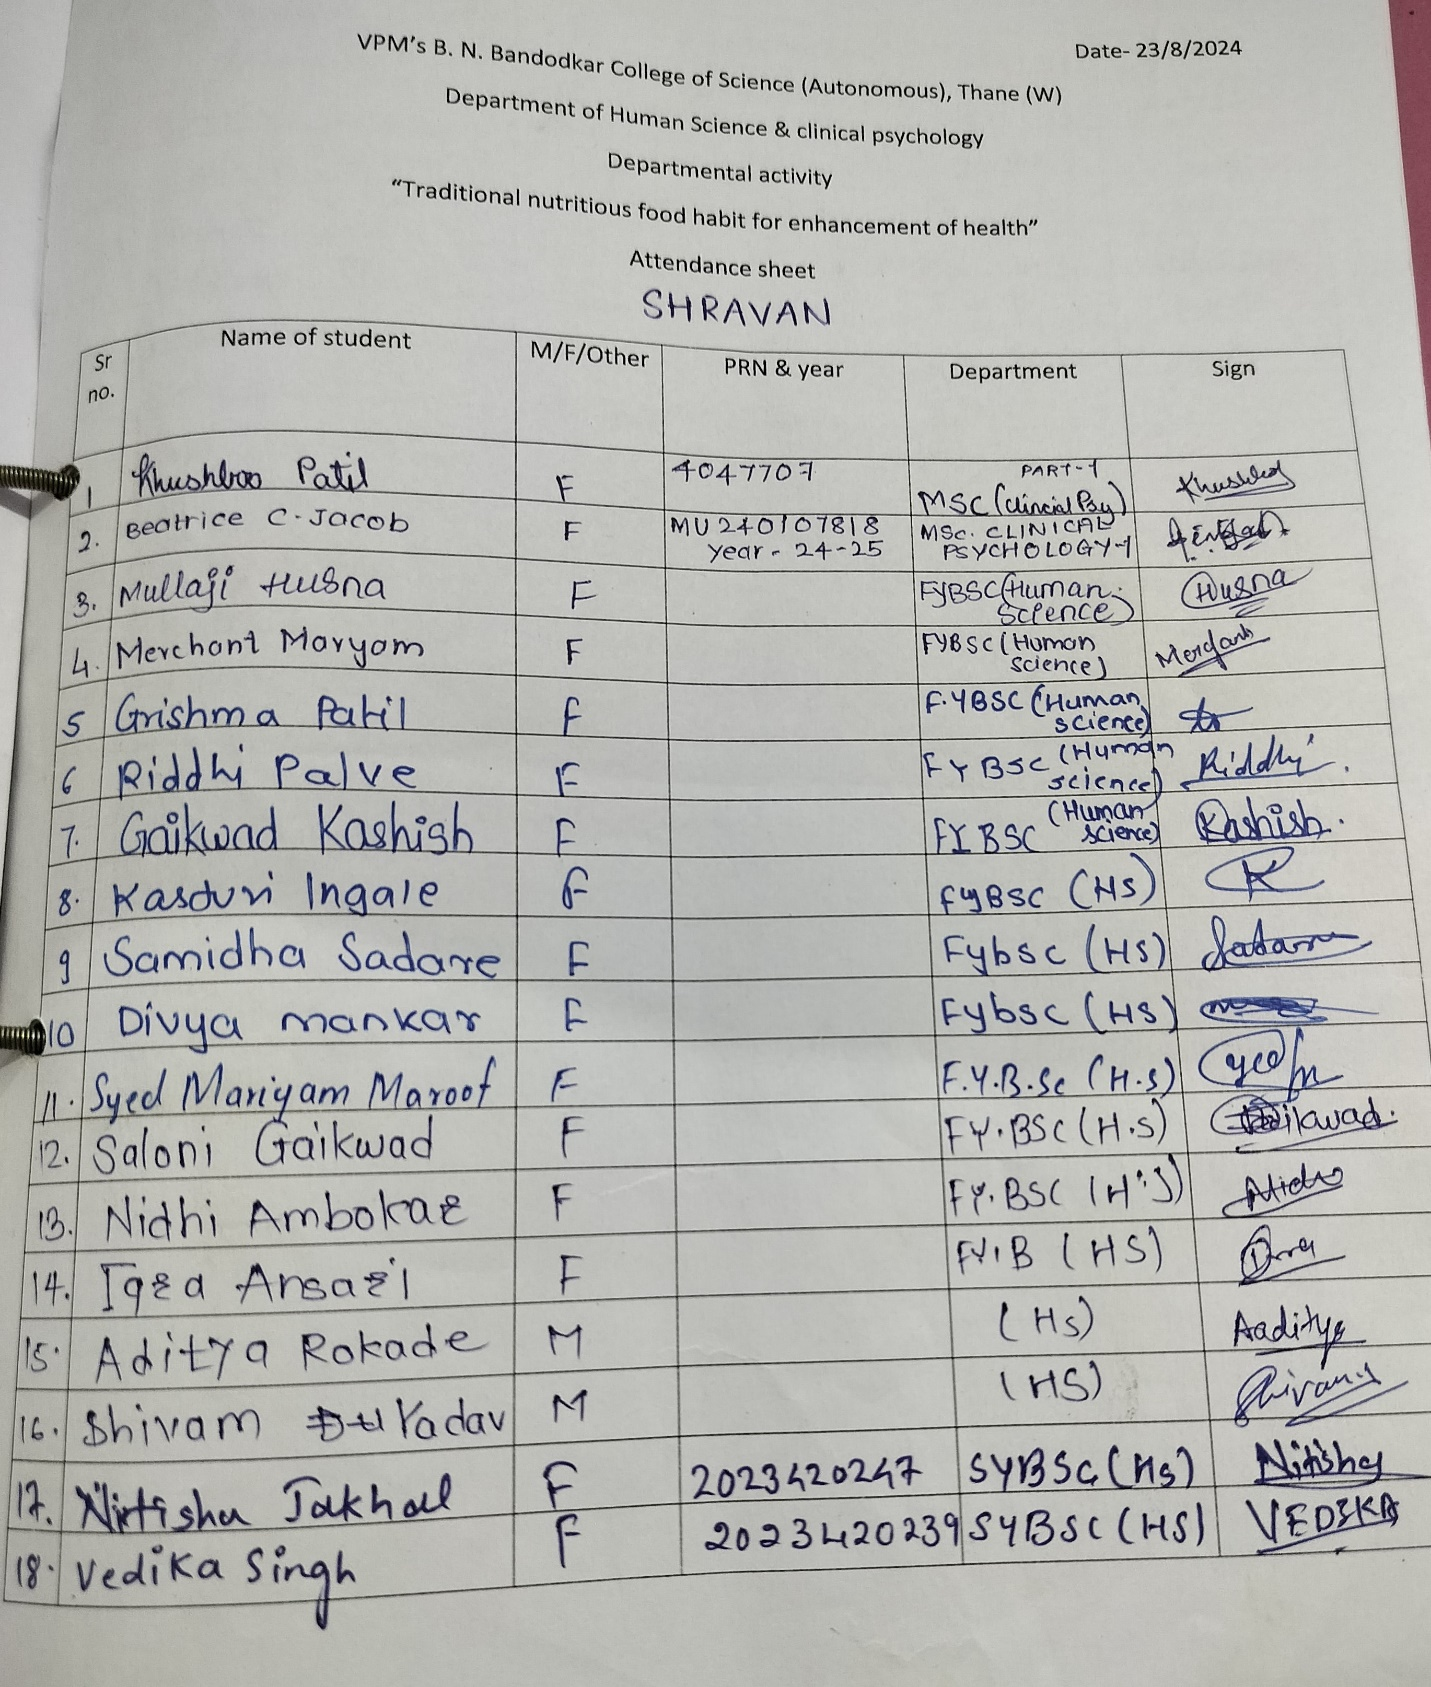 Date- 23/8/2024
VPM's B. N. Bandodkar College of Science (Autonomous), Thane (W)
Department of Human Science & clinical psychology
Departmental activity
"Traditional nutritious food habit for enhancement of health"
Attendance sheet
SHRAVAN
Sr no. Name of student M/F/Other PRN & year Department Sign
1 Khushboo Patil F 4047707 PART-1 MSC (Clincial Psy)
2. Beatrice C. Jacob F MU240107818 Year - 24-25 MSc. CLINICAL PSYCHOLOGY-1
3. Mullaji Husna F FYBSC (Human Science) Husna
4. Merchant Maryam F FYBSC (Human science)
5 Grishma Patil F F.YBSC (Human science)
6 Riddhi Palve F FYBSC (Human science) Riddhi
7. Gaikwad Kashish F FYBSC (Human science) Kashish.
8. Kasturi Ingale F FYBSC (HS) K
9 Samidha Sadare F Fybsc (HS)
10 Divya mankar F Fybsc (HS)
11. Syed Mariyam Maroof F F.Y.B.Sc (H.S)
12. Saloni Gaikwad F FY.BSC (H.S)
13. Nidhi Ambokar F FY.BSC (H.S)
14. Iqra Ansari F FY.B (HS)
15. Aditya Rokade M (HS) Aaditya
16. Shivam Yadav M (HS)
17. Nitisha Jakhal F 2023420247 SYBSc (HS) Nitisha
18. Vedika Singh F 2023420239 SYBSC (HS) VEDIKA